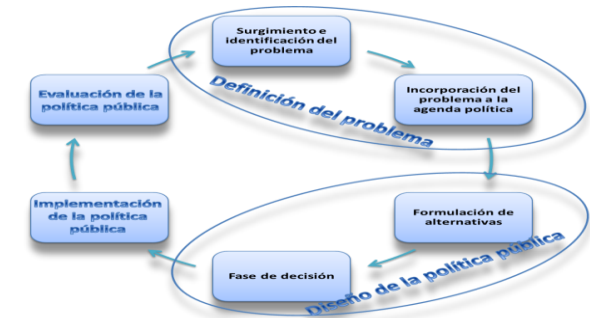 Surgimiento e
identificación del
problema
Definición del problema
Incorporación del
problema a la
agenda política
Formulación de
alternativas
Diseño de la política pública
Fase de decisión
Implementación
de la política
pública
Evaluación de la
política pública